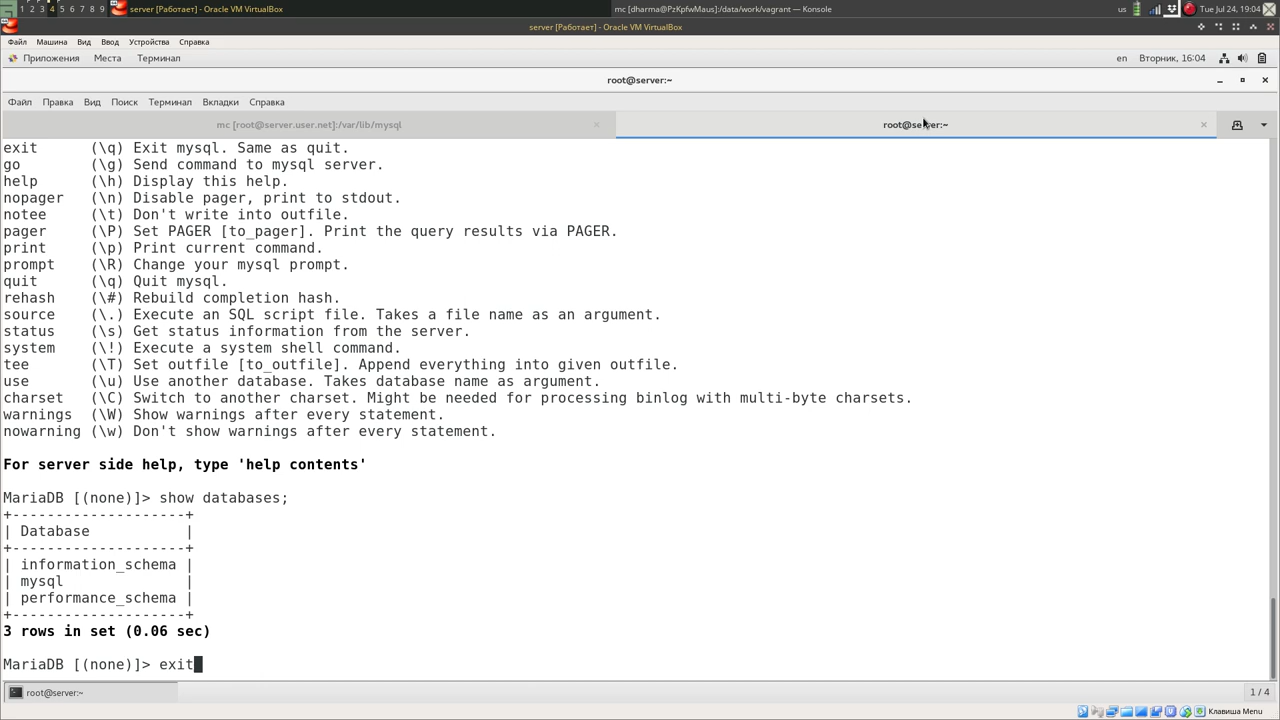 1 2 3 4 5 6 7 8 9 server [Работает] - Oracle VM VirtualBox mc [dharma@PzKpfwMaus]:/data/work/vagrant — Konsole us Tue Jul 24, 19:04
server [Работает] - Oracle VM VirtualBox
Файл Машина Вид Ввод Устройства Справка
Приложения Места Терминал en Вторник, 16:04
root@server:~
Файл Правка Вид Поиск Терминал Вкладки Справка
mc [root@server.user.net]:/var/lib/mysql × root@server:~ ×
exit      (\q) Exit mysql. Same as quit.
go        (\g) Send command to mysql server.
help      (\h) Display this help.
nopager   (\n) Disable pager, print to stdout.
notee     (\t) Don't write into outfile.
pager     (\P) Set PAGER [to_pager]. Print the query results via PAGER.
print     (\p) Print current command.
prompt    (\R) Change your mysql prompt.
quit      (\q) Quit mysql.
rehash    (\#) Rebuild completion hash.
source    (\.) Execute an SQL script file. Takes a file name as an argument.
status    (\s) Get status information from the server.
system    (\!) Execute a system shell command.
tee       (\T) Set outfile [to_outfile]. Append everything into given outfile.
use       (\u) Use another database. Takes database name as argument.
charset   (\C) Switch to another charset. Might be needed for processing binlog with multi-byte charsets.
warnings  (\W) Show warnings after every statement.
nowarning (\w) Don't show warnings after every statement.
For server side help, type 'help contents'
MariaDB [(none)]> show databases;
+--------------------+
| Database           |
+--------------------+
| information_schema |
| mysql              |
| performance_schema |
+--------------------+
3 rows in set (0.06 sec)
MariaDB [(none)]> exit
root@server:~ 1 / 4
Клавиша Menu